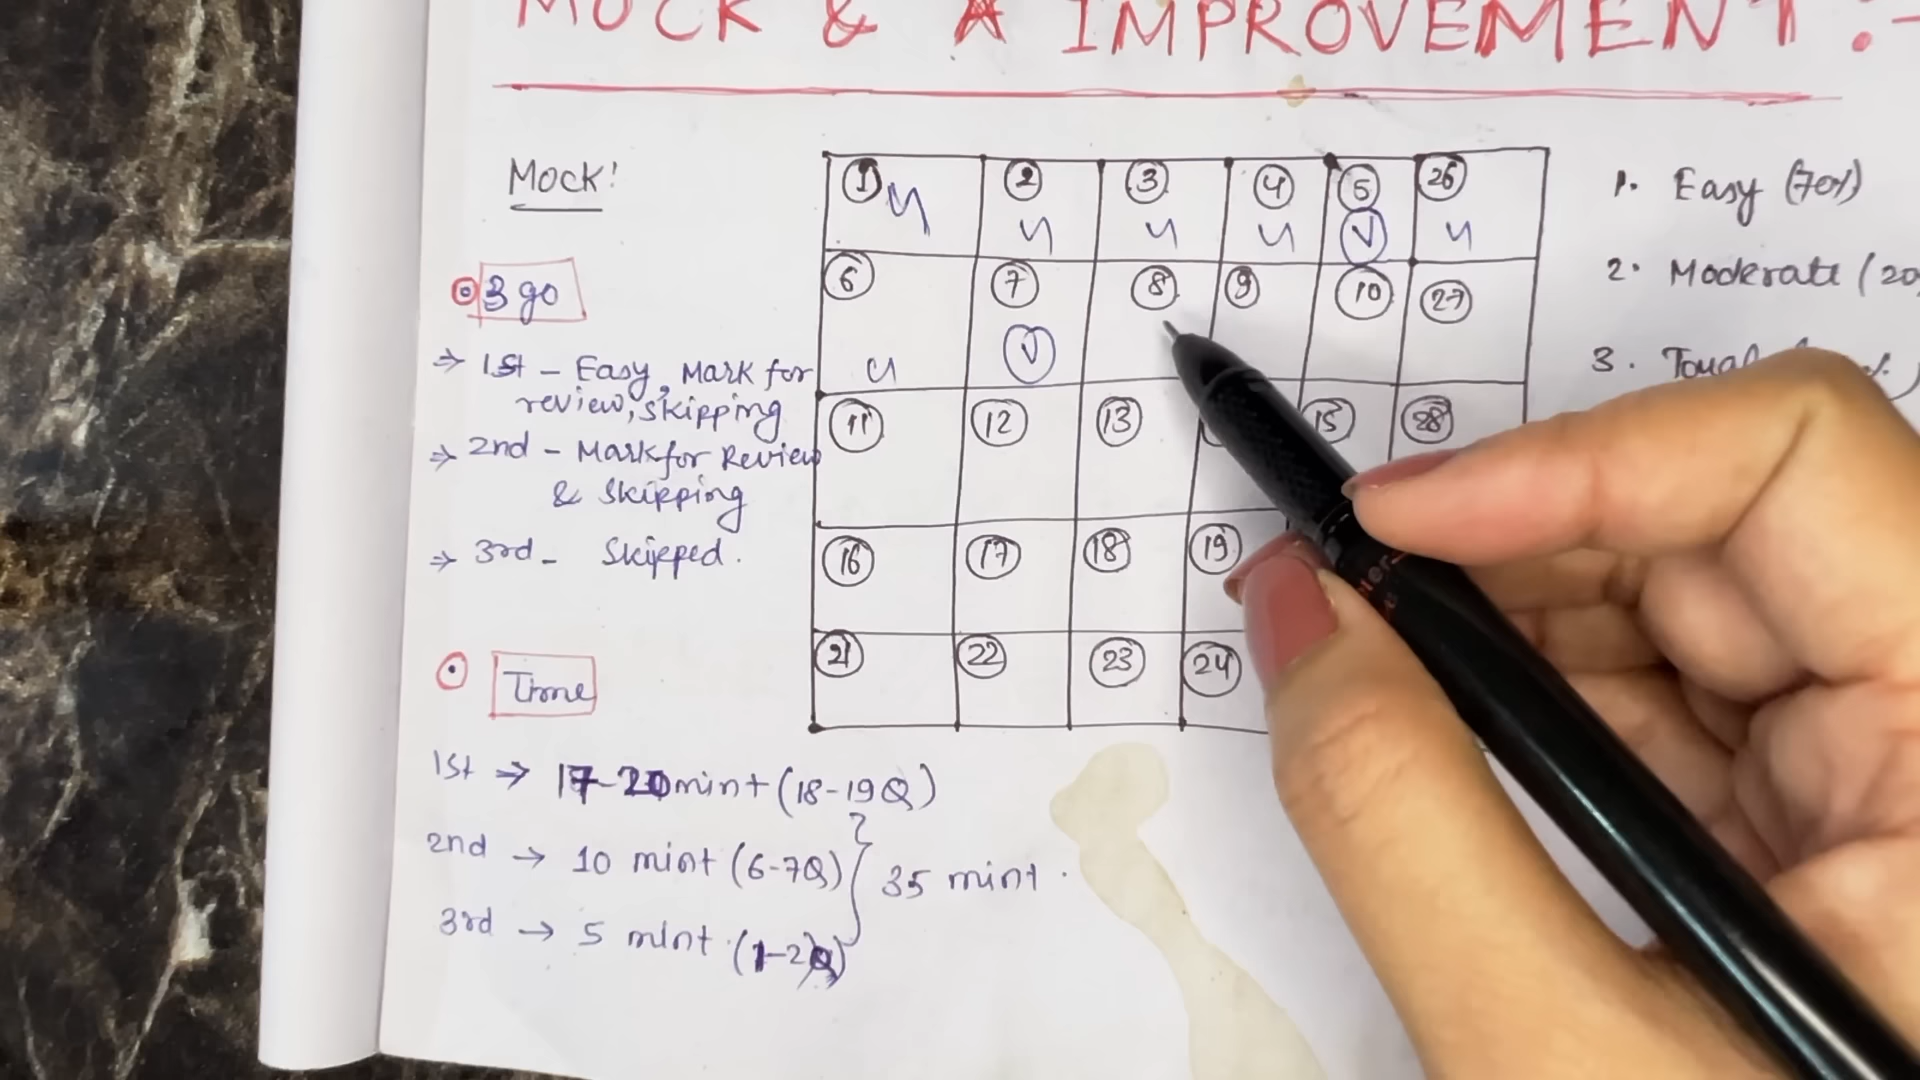 MOCK & IMPROVEMENT :-
Mock!
3 go
→ 1st - Easy, Mark for
review, skipping
→ 2nd - Mark for Review
& skipping
→ 3rd - Skipped.
1 2 3 4 5 26
6 7 8 9 10 27
11 12 13 15 28
16 17 18 19
21 22 23 24
1. Easy (70%)
2. Moderate (20
3.
Time
1st → 17-20 mint (18-19Q)
2nd → 10 mint (6-7Q)
35 mint.
3rd → 5 mint. (1-2Q)